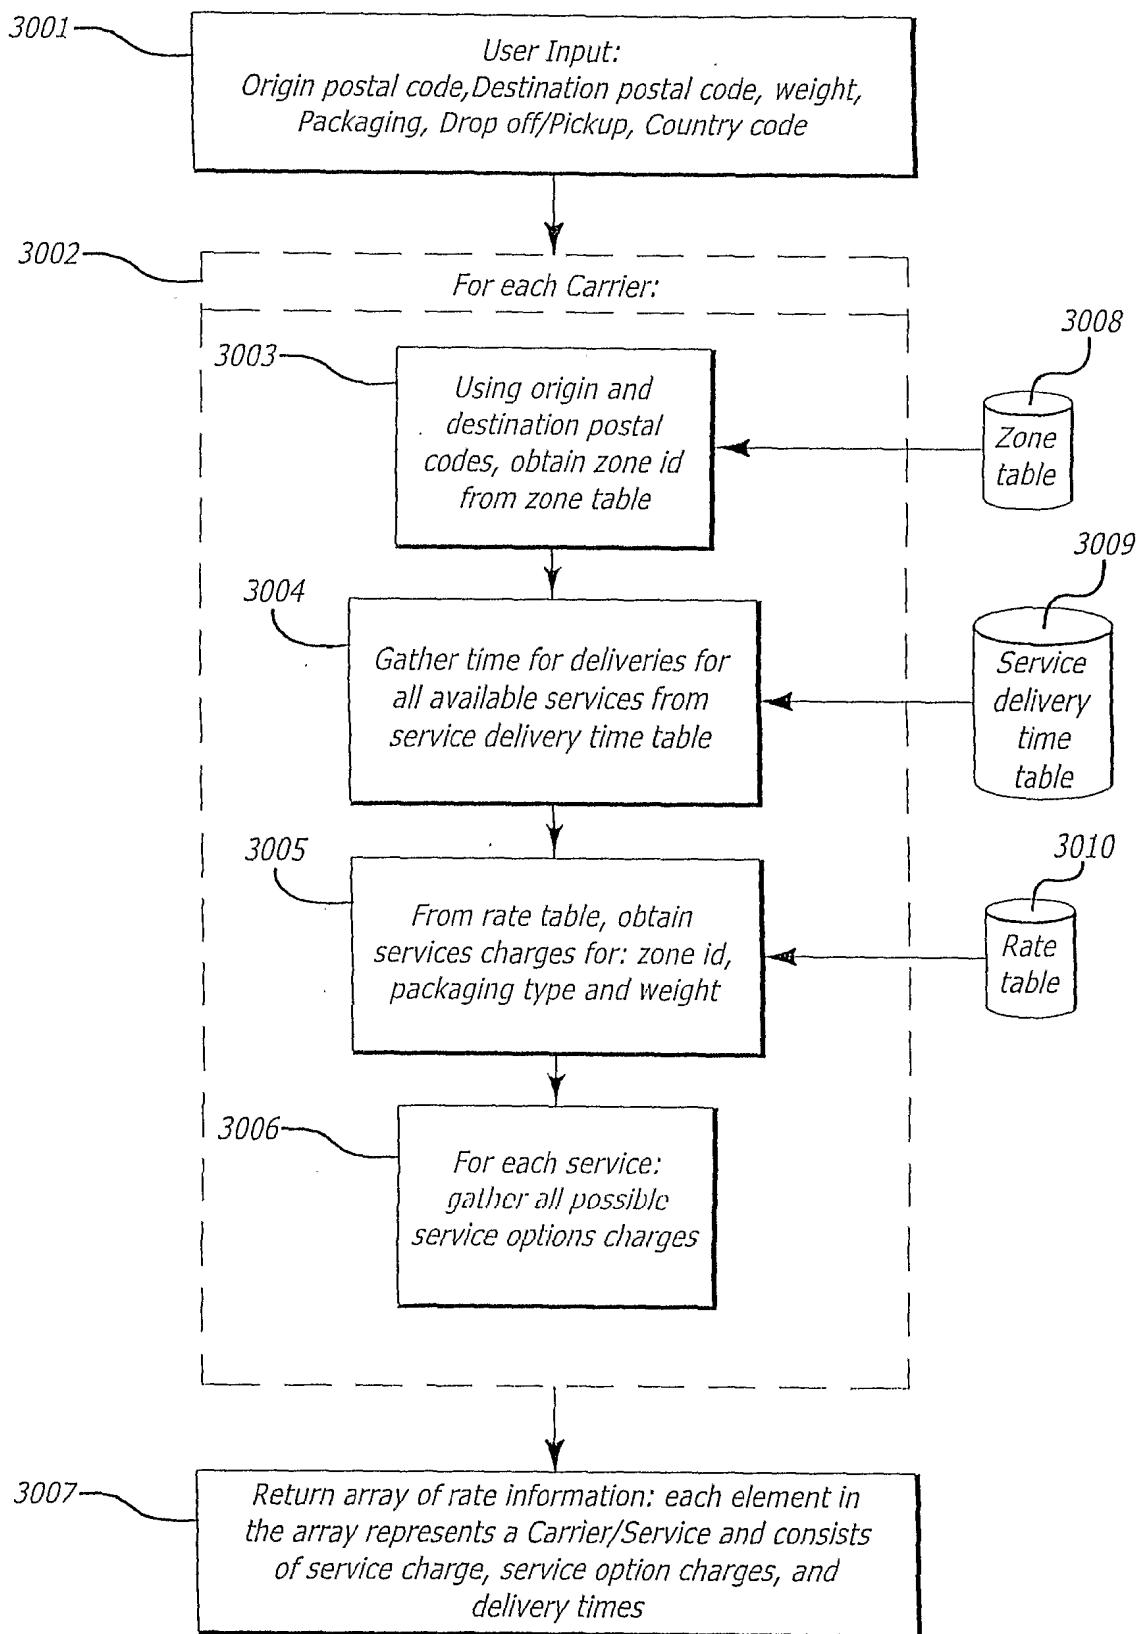 3001
User Input:
Origin postal code,Destination postal code, weight,
Packaging, Drop off/Pickup, Country code
3002
For each Carrier:
3003
Using origin and
destination postal
codes, obtain zone id
from zone table
3008
Zone
table
3004
Gather time for deliveries for
all available services from
service delivery time table
3009
Service
delivery
time
table
3005
From rate table, obtain
services charges for: zone id,
packaging type and weight
3010
Rate
table
3006
For each service:
gather all possible
service options charges
3007
Return array of rate information: each element in
the array represents a Carrier/Service and consists
of service charge, service option charges, and
delivery times